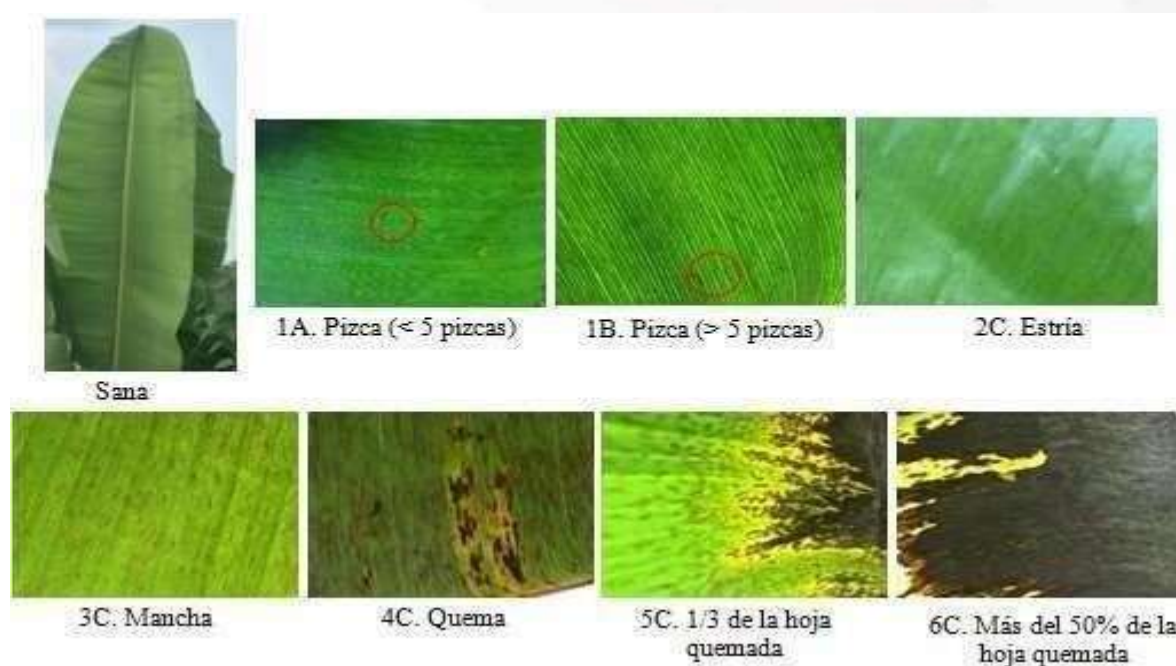 1A. Pizca (< 5 pizcas)
1B. Pizca (> 5 pizcas)
2C. Estría
Sana
3C. Mancha
4C. Quema
5C. 1/3 de la hoja
quemada
6C. Más del 50% de la
hoja quemada